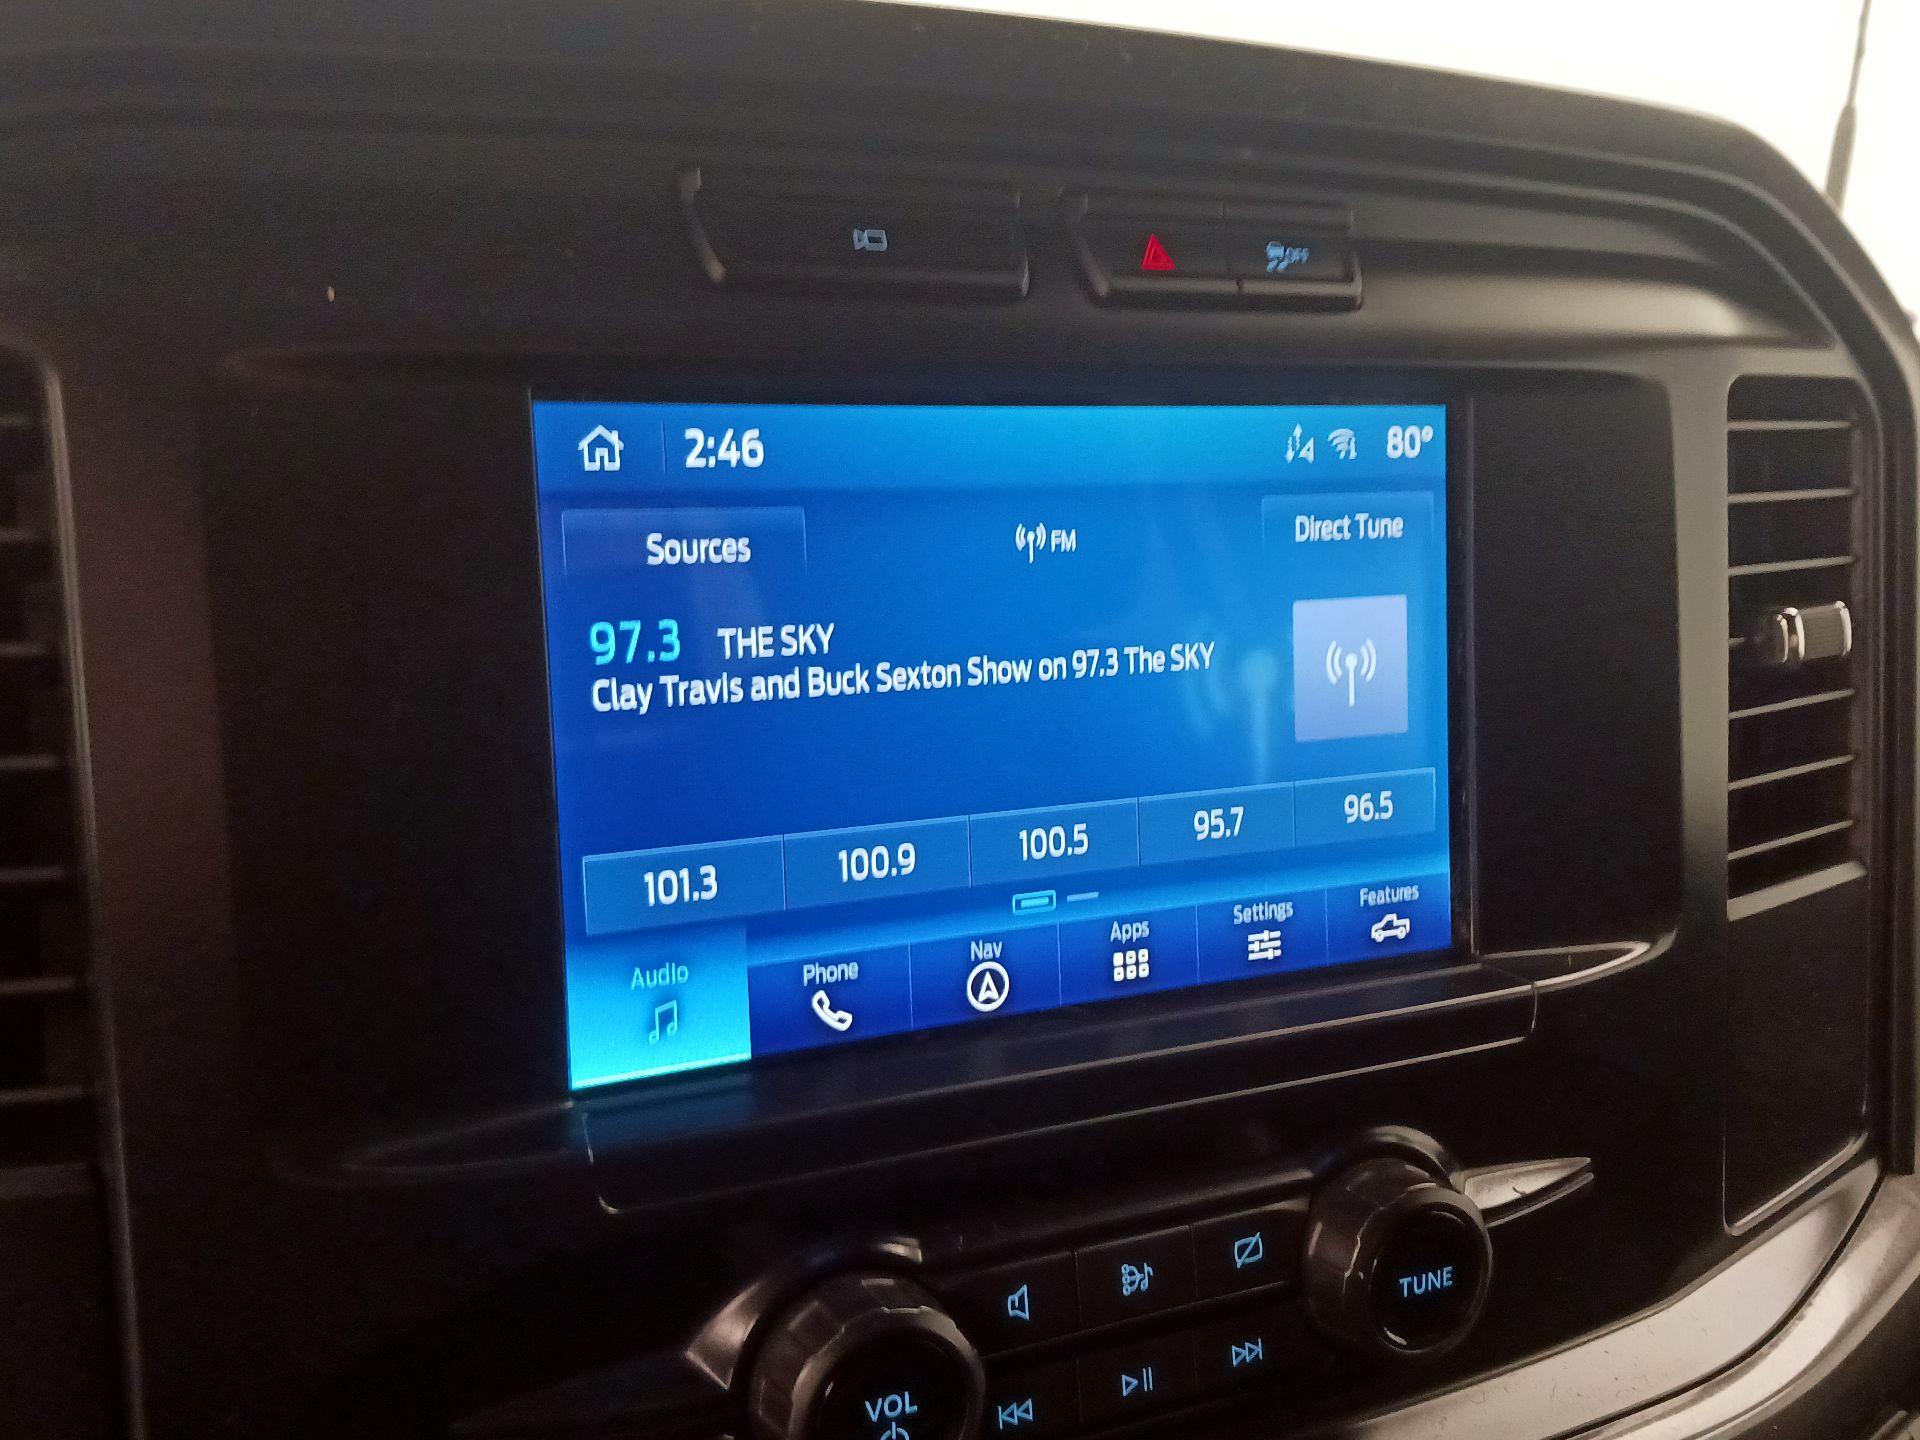 OFF
2:46
80°
Sources
FM
Direct Tune
97.3 THE SKY
Clay Travis and Buck Sexton Show on 97.3 The SKY
101.3
100.9
100.5
95.7
96.5
Audio
Phone
Nav
Apps
Settings
Features
TUNE
VOL